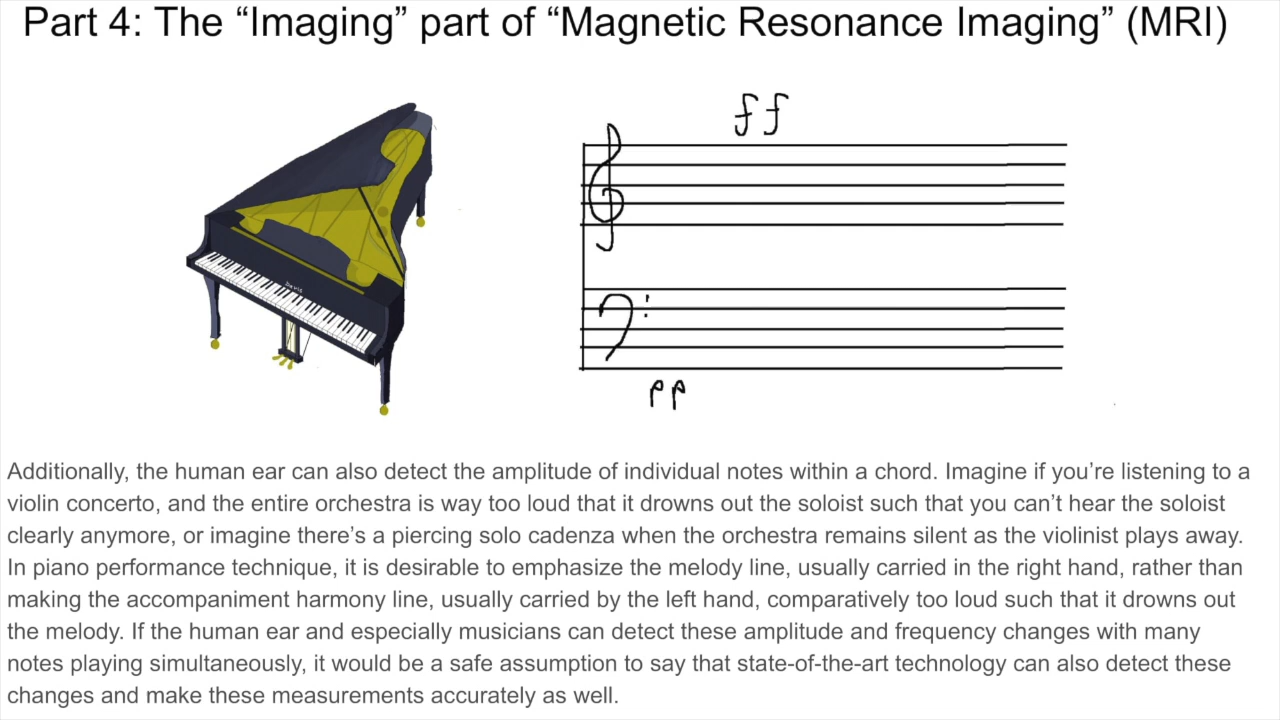 Part 4: The “Imaging” part of “Magnetic Resonance Imaging” (MRI)
ff
pp
Additionally, the human ear can also detect the amplitude of individual notes within a chord. Imagine if you’re listening to a
violin concerto, and the entire orchestra is way too loud that it drowns out the soloist such that you can’t hear the soloist
clearly anymore, or imagine there’s a piercing solo cadenza when the orchestra remains silent as the violinist plays away.
In piano performance technique, it is desirable to emphasize the melody line, usually carried in the right hand, rather than
making the accompaniment harmony line, usually carried by the left hand, comparatively too loud such that it drowns out
the melody. If the human ear and especially musicians can detect these amplitude and frequency changes with many
notes playing simultaneously, it would be a safe assumption to say that state-of-the-art technology can also detect these
changes and make these measurements accurately as well.